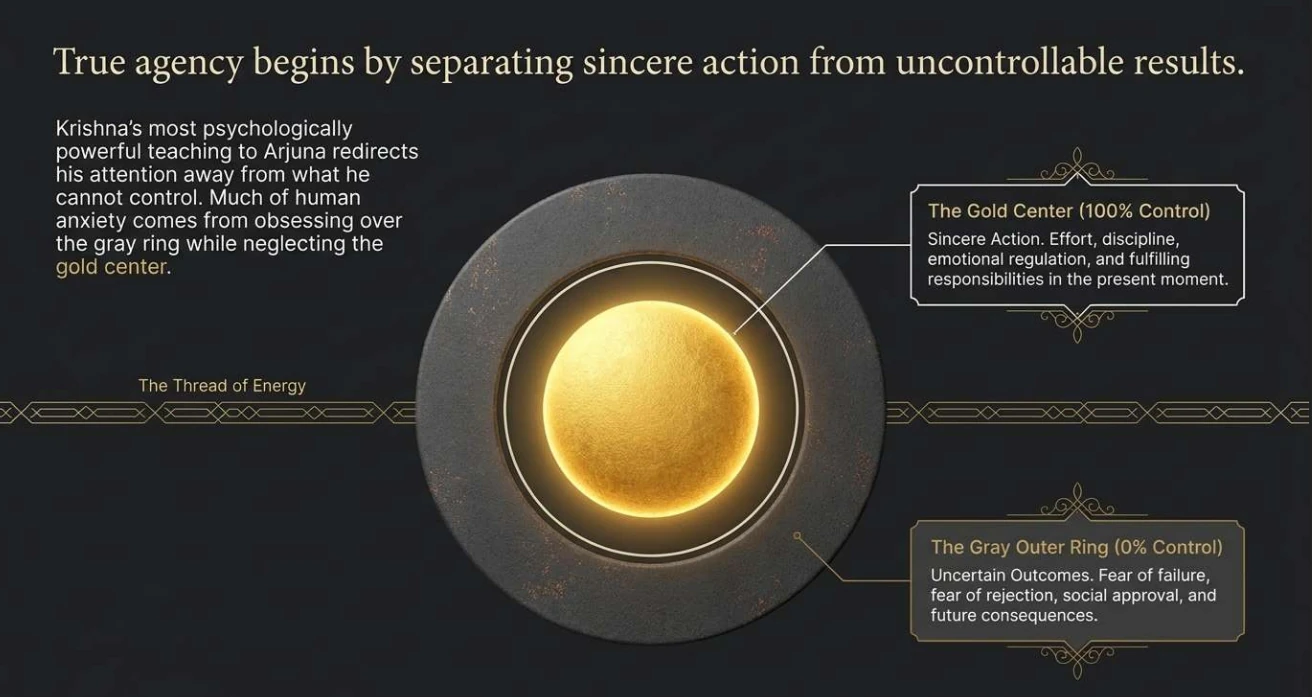 True agency begins by separating sincere action from uncontrollable results.
Krishna’s most psychologically
powerful teaching to Arjuna redirects
his attention away from what he
cannot control. Much of human
anxiety comes from obsessing over
the gray ring while neglecting the
gold center.
The Thread of Energy
The Gold Center (100% Control)
Sincere Action. Effort, discipline,
emotional regulation, and fulfilling
responsibilities in the present moment.
The Gray Outer Ring (0% Control)
Uncertain Outcomes. Fear of failure,
fear of rejection, social approval, and
future consequences.